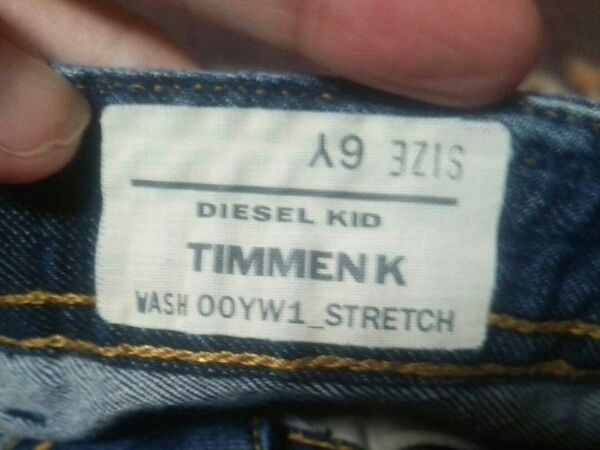 SIZE 6Y
DIESEL KID
TIMMEN K
WASH 00YW1_STRETCH